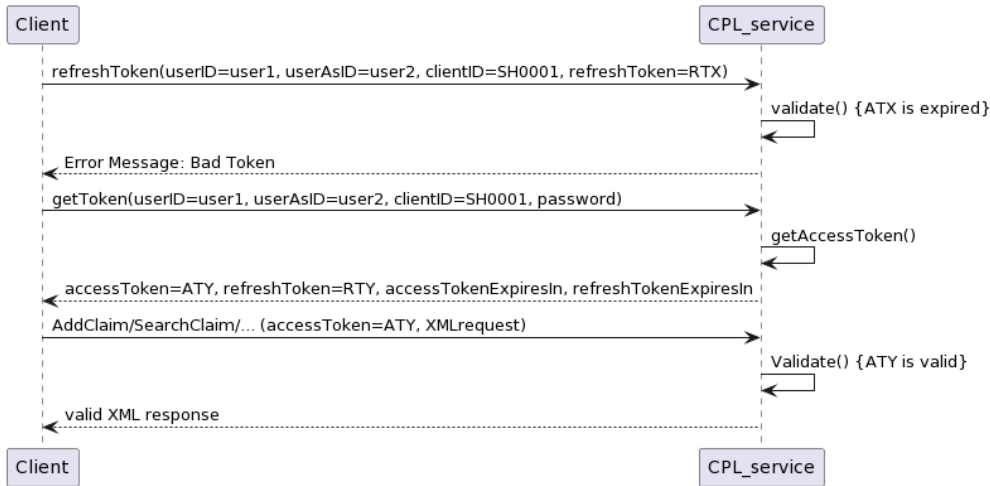 Client CPL_service
refreshToken(userID=user1, userAsID=user2, clientID=SH0001, refreshToken=RTX)
validate() {ATX is expired}
Error Message: Bad Token
getToken(userID=user1, userAsID=user2, clientID=SH0001, password)
getAccessToken()
accessToken=ATY, refreshToken=RTY, accessTokenExpiresIn, refreshTokenExpiresIn
AddClaim/SearchClaim/... (accessToken=ATY, XMLrequest)
Validate() {ATY is valid}
valid XML response
Client CPL_service